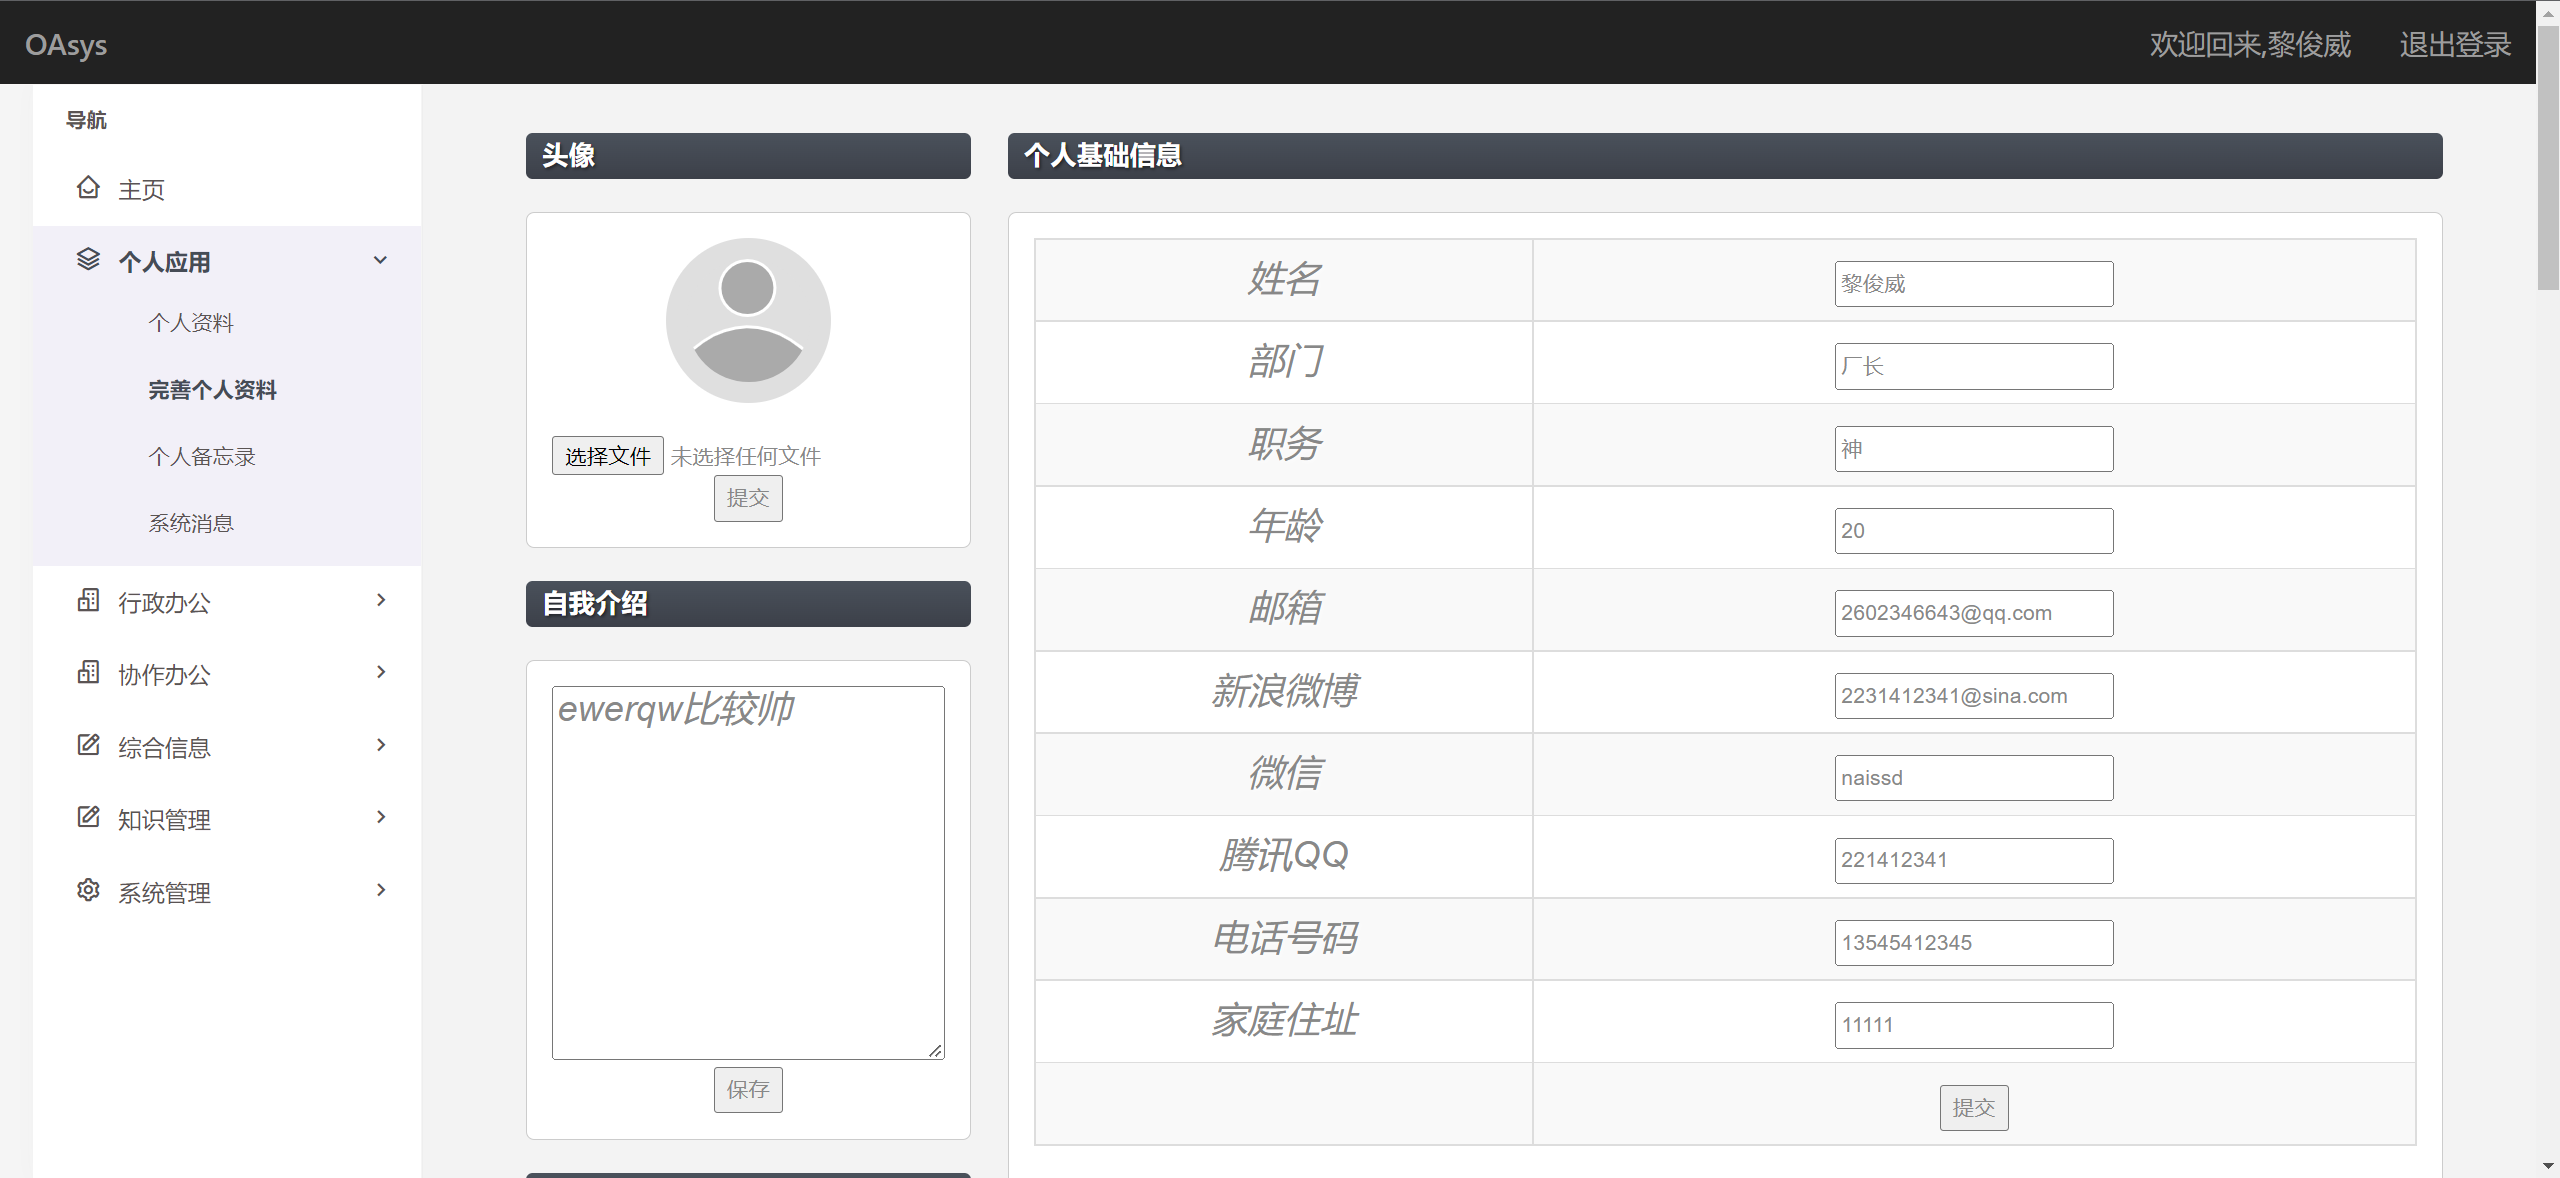 OAsys
欢迎回来,黎俊威
退出登录
导航
主页
个人应用
个人资料
完善个人资料
个人备忘录
系统消息
行政办公
协作办公
综合信息
知识管理
系统管理
头像
选择文件 未选择任何文件
提交
自我介绍
ewerqw比较帅
保存
个人基础信息
姓名 黎俊威
部门 厂长
职务 神
年龄 20
邮箱 2602346643@qq.com
新浪微博 2231412341@sina.com
微信 naissd
腾讯QQ 221412341
电话号码 13545412345
家庭住址 11111
提交